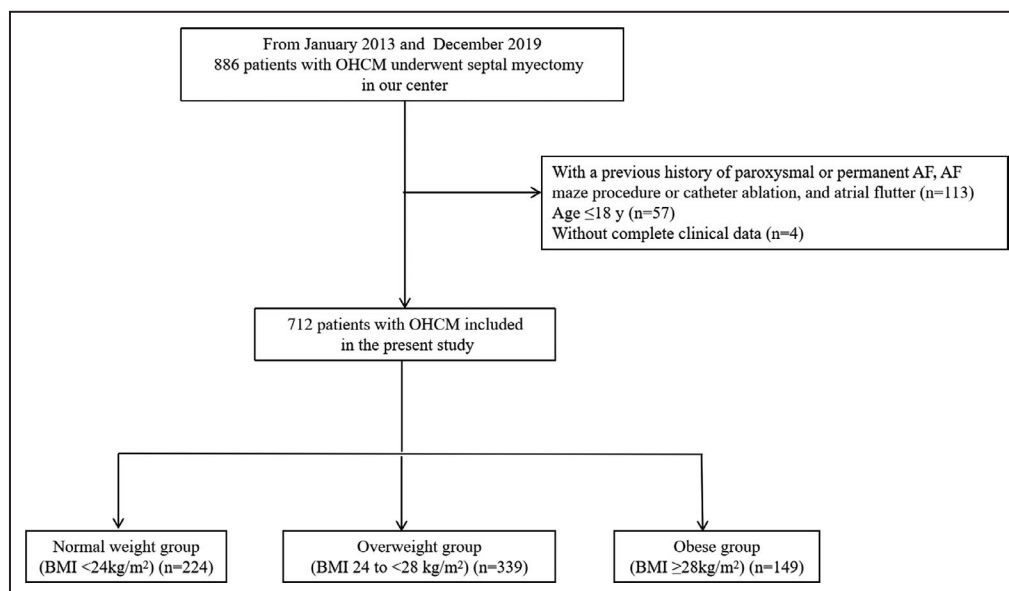 From January 2013 and December 2019
886 patients with OHCM underwent septal myectomy
in our center
With a previous history of paroxysmal or permanent AF, AF
maze procedure or catheter ablation, and atrial flutter (n=113)
Age ≤18 y (n=57)
Without complete clinical data (n=4)
712 patients with OHCM included
in the present study
Normal weight group
(BMI <24kg/m²) (n=224)
Overweight group
(BMI 24 to <28 kg/m²) (n=339)
Obese group
(BMI ≥28kg/m²) (n=149)